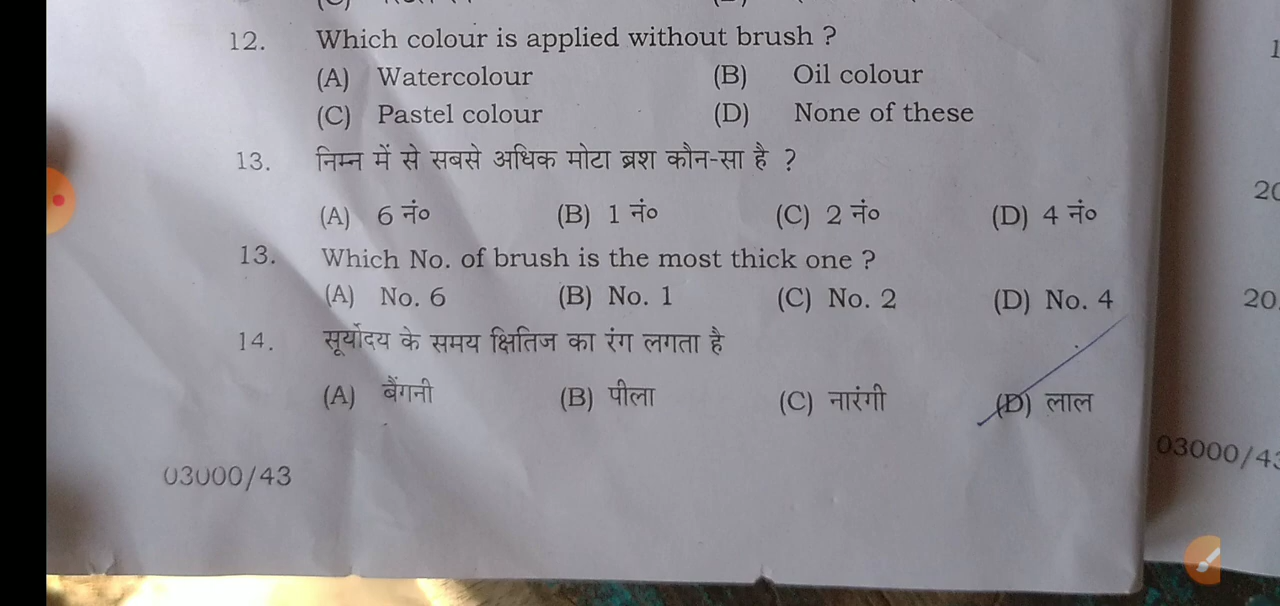 12. Which colour is applied without brush ?
(A) Watercolour (B) Oil colour
(C) Pastel colour (D) None of these
13. निम्न में से सबसे अधिक मोटा ब्रश कौन-सा है ?
(A) 6 नं० (B) 1 नं० (C) 2 नं० (D) 4 नं०
13. Which No. of brush is the most thick one ?
(A) No. 6 (B) No. 1 (C) No. 2 (D) No. 4
14. सूर्योदय के समय क्षितिज का रंग लगता है
(A) बैंगनी (B) पीला (C) नारंगी (D) लाल
03000/43
20
03000/43